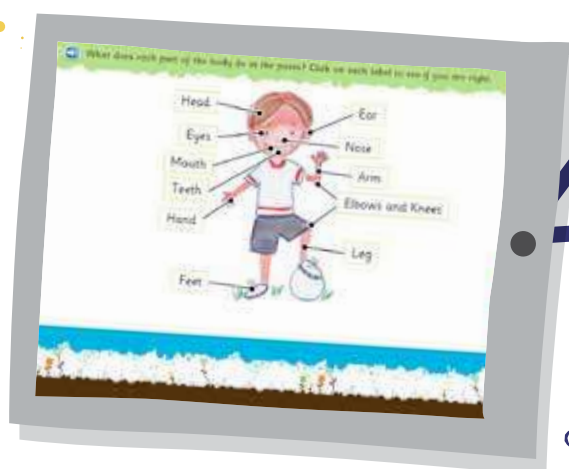 What does each part of the body do in the poem? Click on each label to see if you are right.
Head
Ear
Eyes
Nose
Mouth
Arm
Teeth
Elbows and Knees
Hand
Leg
Feet